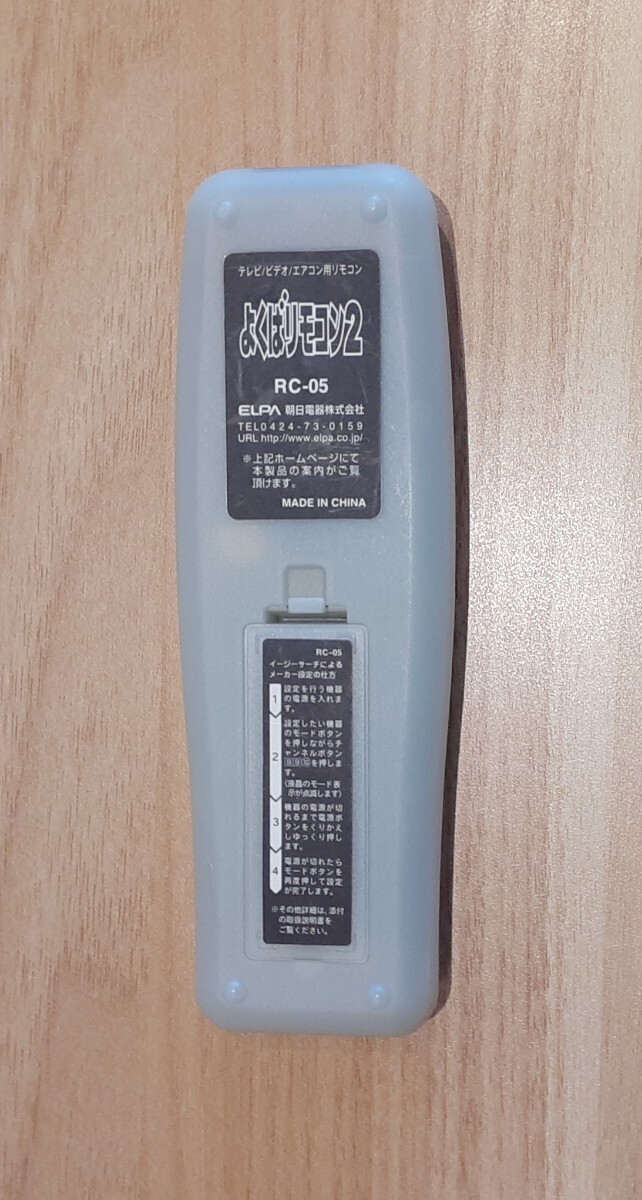 テレビ/ビデオ/エアコン用リモコン
よくばリモコン2
RC-05
ELPA 朝日電器株式会社
TEL0424-73-0159
URL http://www.elpa.co.jp/
※上記ホームページにて
本製品の案内がご覧
頂けます。
MADE IN CHINA
RC-05
イージーサーチによる
メーカー設定の仕方
1 設定を行う機器
の電源を入れま
す。
2 設定したい機器
のモードボタン
を押しながらチ
ャンネルボタン
を押しま
す。
(液晶のモード表
示が点滅します)
3 機器の電源が切
れるまで電源ボ
タンをくりかえ
しゆっくり押し
ます。
4 電源が切れたら
モードボタンを
再度押して設定
が完了します。
※その他詳細は、添付
の取扱説明書を
ご覧ください。